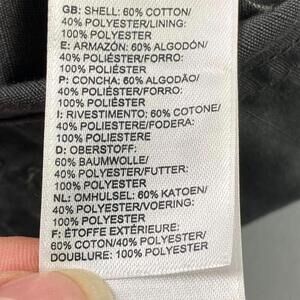 GB: SHELL: 60% COTTON/
40% POLYESTER/LINING:
100% POLYESTER
E: ARMAZÓN: 60% ALGODÓN/
40% POLIÉSTER/FORRO:
100% POLIÉSTER
P: CONCHA: 60% ALGODÃO/
40% POLIÉSTER/FORRO:
100% POLIÉSTER
I: RIVESTIMENTO: 60% COTONE/
40% POLIESTERE/FODERA:
100% POLIESTERE
D: OBERSTOFF:
60% BAUMWOLLE/
40% POLYESTER/FUTTER:
100% POLYESTER
NL: OMHULSEL: 60% KATOEN/
40% POLYESTER/VOERING:
100% POLYESTER
F: ÉTOFFE EXTÉRIEURE:
60% COTON/40% POLYESTER/
DOUBLURE: 100% POLYESTER